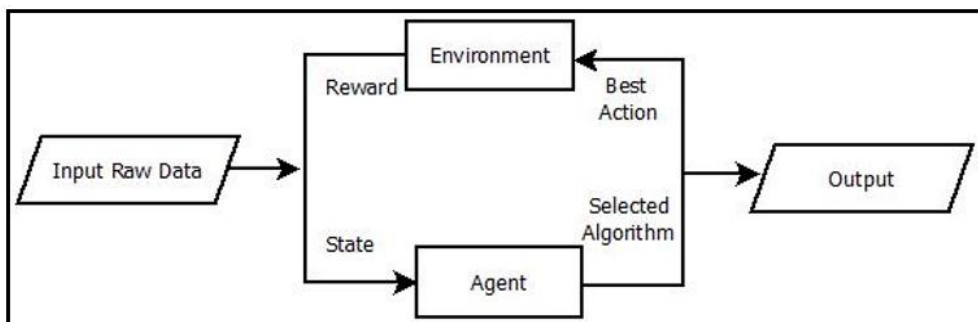 Environment
Reward
Best
Action
Input Raw Data
Output
Selected
Algorithm
State
Agent